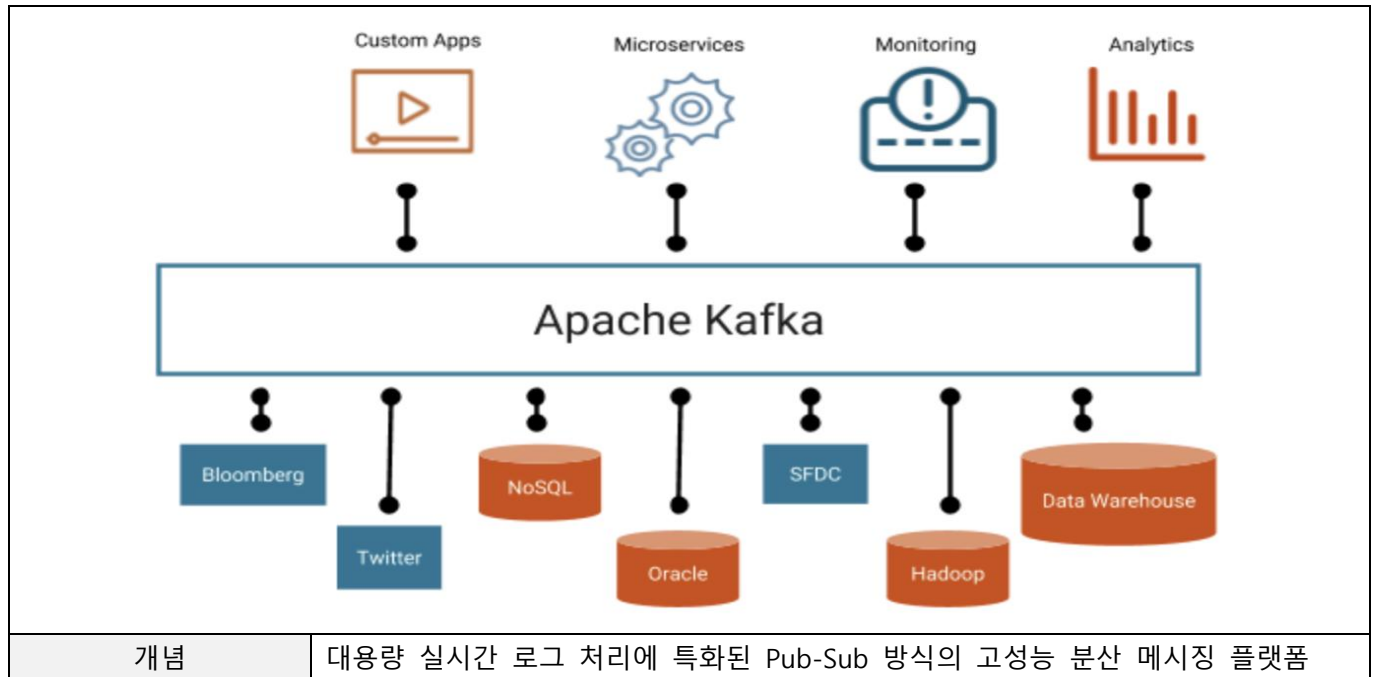 Custom Apps Microservices Monitoring Analytics
Apache Kafka
Bloomberg NoSQL SFDC Data Warehouse
Twitter Oracle Hadoop
개념 대용량 실시간 로그 처리에 특화된 Pub-Sub 방식의 고성능 분산 메시징 플랫폼